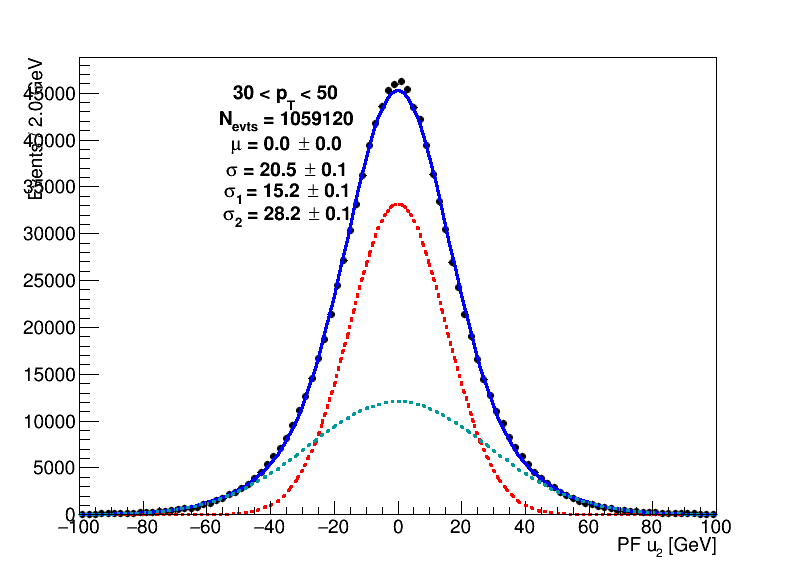 Events / GeV
45000
40000
35000
30000
25000
20000
15000
10000
5000
0
30 < p_T < 50
N_evts = 1059120
μ = 0.0 ± 0.0
σ = 20.5 ± 0.1
σ_1 = 15.2 ± 0.1
σ_2 = 28.2 ± 0.1
−100 −80 −60 −40 −20 0 20 40 60 80 100
PF u_2 [GeV]